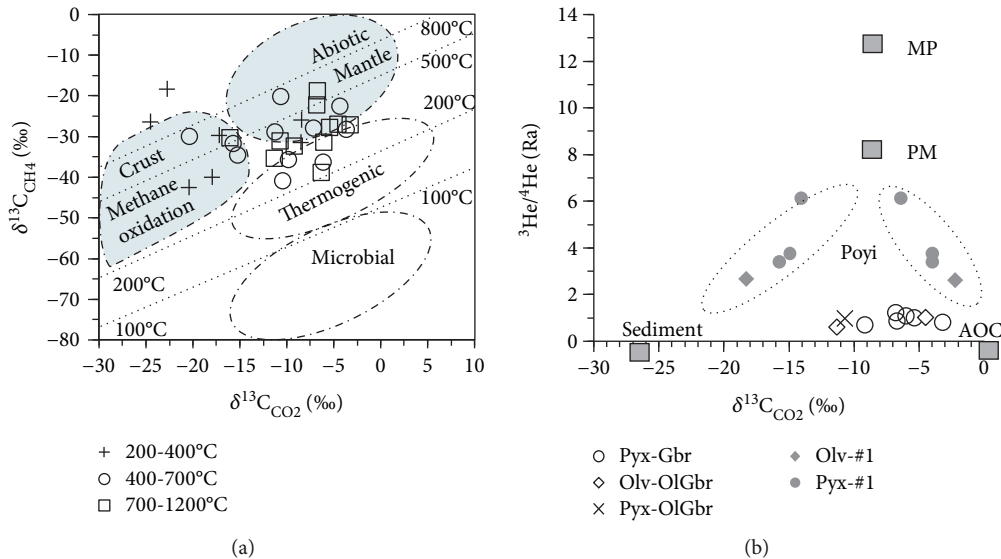 0
−10
−20
−30
−40
−50
−60
−70
−80
δ¹³C_CH4 (‰)
−30 −25 −20 −15 −10 −5 0 5 10
δ¹³C_CO2 (‰)
Abiotic
Mantle
800°C
500°C
200°C
100°C
Crust
Methane
oxidation
Thermogenic
Microbial
200°C
100°C
+ 200-400°C
○ 400-700°C
□ 700-1200°C
(a)
14
12
10
8
6
4
2
0
³He/⁴He (Ra)
−30 −25 −20 −15 −10 −5 0
δ¹³C_CO2 (‰)
MP
PM
Poyi
Sediment
AOC
Pyx-Gbr
Olv-OlGbr
Pyx-OlGbr
Olv-#1
Pyx-#1
(b)